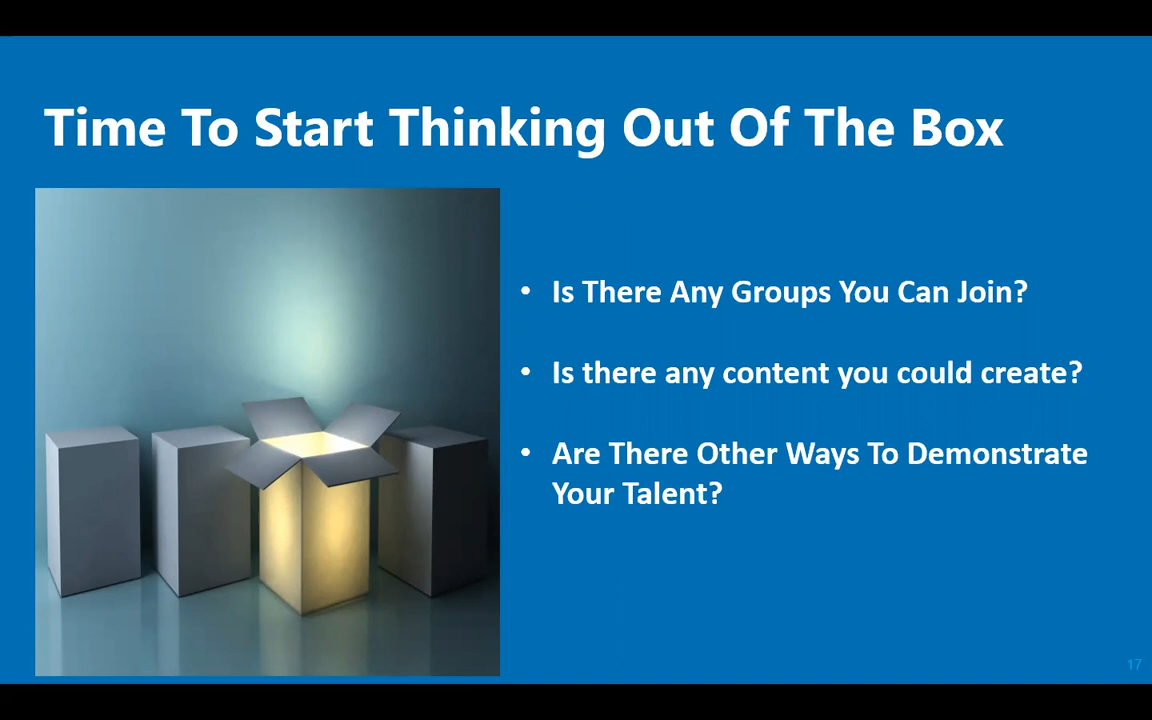 Time To Start Thinking Out Of The Box
• Is There Any Groups You Can Join?
• Is there any content you could create?
• Are There Other Ways To Demonstrate
Your Talent?
17